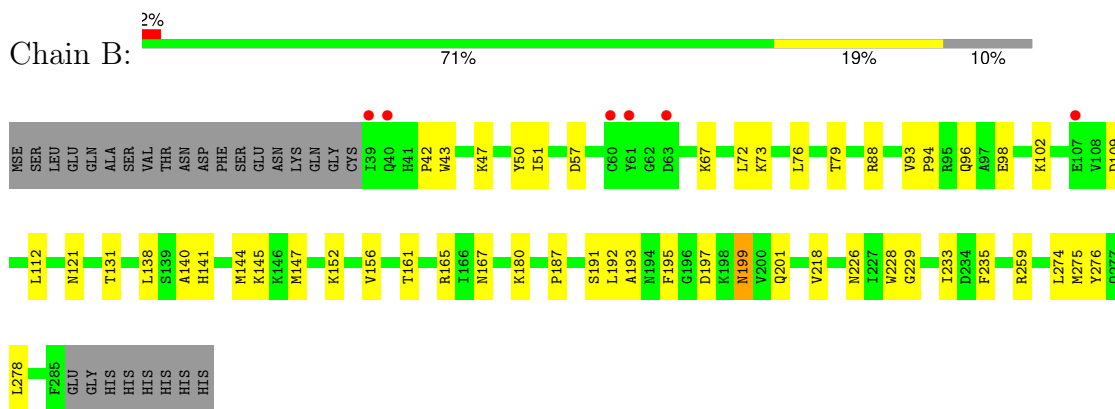 2%
Chain B:
71% 19% 10%
MSE SER LEU GLU GLN ALA SER VAL THR ASN ASP PHE SER GLU ASN LYS GLN GLY CYS I39 Q40 H41 P42 W43 K47 Y50 I51 D57 C60 Y61 G62 D63 K67 L72 K73 L76 T79 R88 V93 P94 R95 Q96 A97 E98 K102 E107 V108
L112 N121 T131 L138 S139 A140 H141 M144 K145 K146 M147 K152 V156 T161 R165 I166 N167 K180 P187 S191 L192 A193 N194 F195 G196 D197 K198 N199 V200 Q201 V218 N226 I227 W228 G229 I233 D234 F235 R259 L274 M275 Y276
L278 F285 GLU GLY HIS HIS HIS HIS HIS HIS